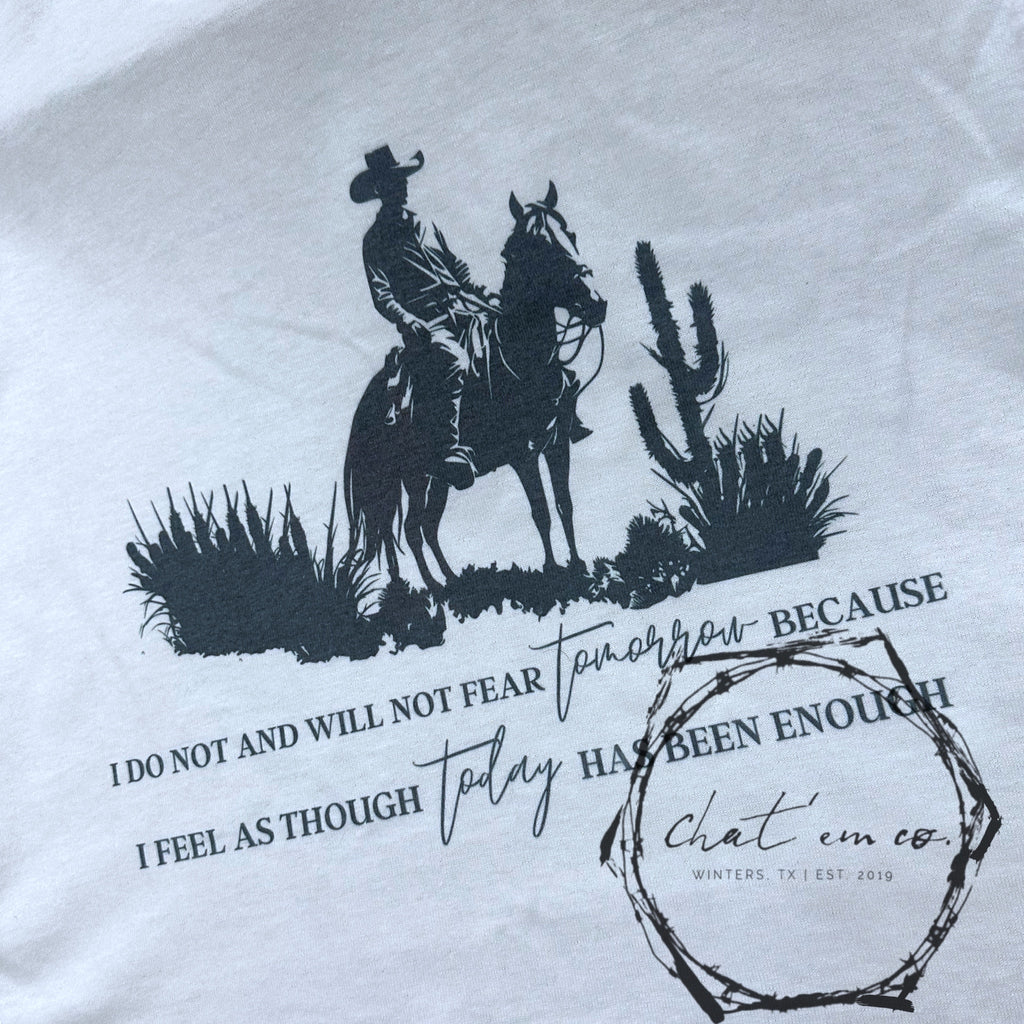 I DO NOT AND WILL NOT FEAR tomorrow BECAUSE
I FEEL AS THOUGH today HAS BEEN ENOUGH
chat'em co.
WINTERS, TX | EST. 2019